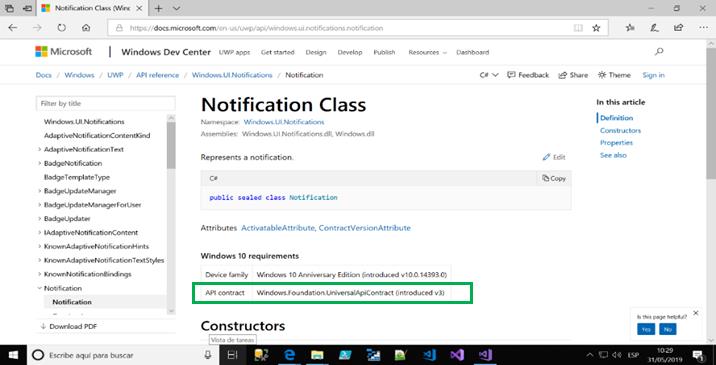 Notification Class (Win
https://docs.microsoft.com/en-us/uwp/api/windows.ui.notifications.notification
Microsoft
Windows Dev Center
UWP apps
Get started
Design
Develop
Publish
Resources
Dashboard
Docs / Windows / UWP / API reference / Windows.UI.Notifications / Notification
C#
Feedback
Share
Theme
Sign in
Filter by title
Windows.UI.Notifications
AdaptiveNotificationContentKind
AdaptiveNotificationText
BadgeNotification
BadgeTemplateType
BadgeUpdateManager
BadgeUpdateManagerForUser
BadgeUpdater
IAdaptiveNotificationContent
KnownAdaptiveNotificationHints
KnownAdaptiveNotificationTextStyles
KnownNotificationBindings
Notification
Notification
Download PDF
Notification Class
Namespace: Windows.UI.Notifications
Assemblies: Windows.UI.Notifications.dll, Windows.dll
Represents a notification.
Edit
C#
Copy
public sealed class Notification
Attributes ActivatableAttribute, ContractVersionAttribute
Windows 10 requirements
Device family Windows 10 Anniversary Edition (introduced v10.0.14393.0)
API contract Windows.Foundation.UniversalApiContract (introduced v3)
Constructors
In this article
Definition
Constructors
Properties
See also
Is this page helpful?
Yes
No
Vista de tareas
Escribe aquí para buscar
ESP
10:29
31/05/2019